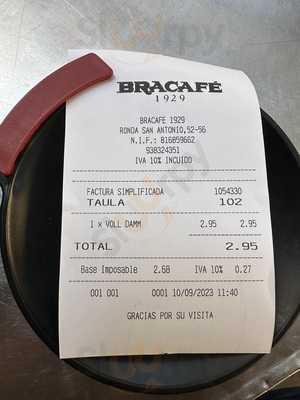 BRACAFÉ
1929
BRACAFE 1929
RONDA SAN ANTONIO,52-56
N.I.F.: B16859662
938324351
IVA 10% INCUIDO
FACTURA SIMPLIFICADA 1054330
TAULA 102
1 x VOLL DAMM 2.95 2.95
TOTAL 2.95
Base Imposable 2.68 IVA 10% 0.27
001 001 0001 10/09/2023 11:40
GRACIAS POR SU VISITA